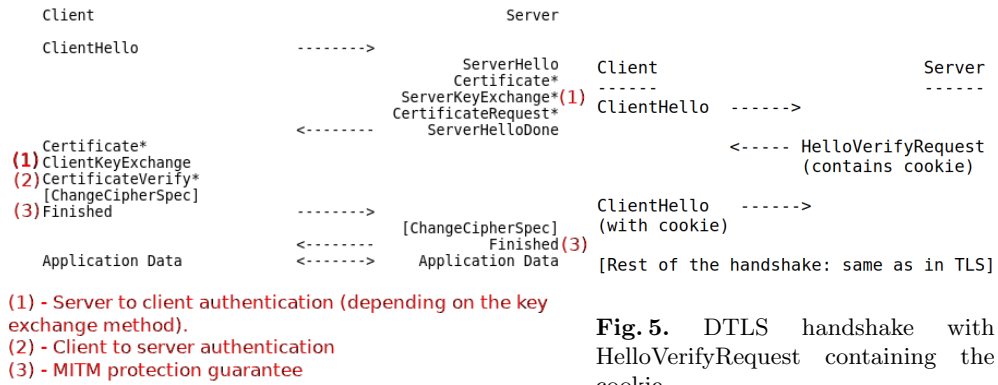 Client Server
ClientHello -------->
ServerHello
Certificate*
ServerKeyExchange* (1)
CertificateRequest*
<-------- ServerHelloDone
Certificate*
(1) ClientKeyExchange
(2) CertificateVerify*
[ChangeCipherSpec]
(3) Finished -------->
[ChangeCipherSpec]
<-------- Finished (3)
Application Data <-------> Application Data
(1) - Server to client authentication (depending on the key
exchange method).
(2) - Client to server authentication
(3) - MITM protection guarantee
Client Server
------ ------
ClientHello ------>
<----- HelloVerifyRequest
(contains cookie)
ClientHello ------>
(with cookie)
[Rest of the handshake: same as in TLS]
Fig. 5. DTLS handshake with
HelloVerifyRequest containing the
cookie